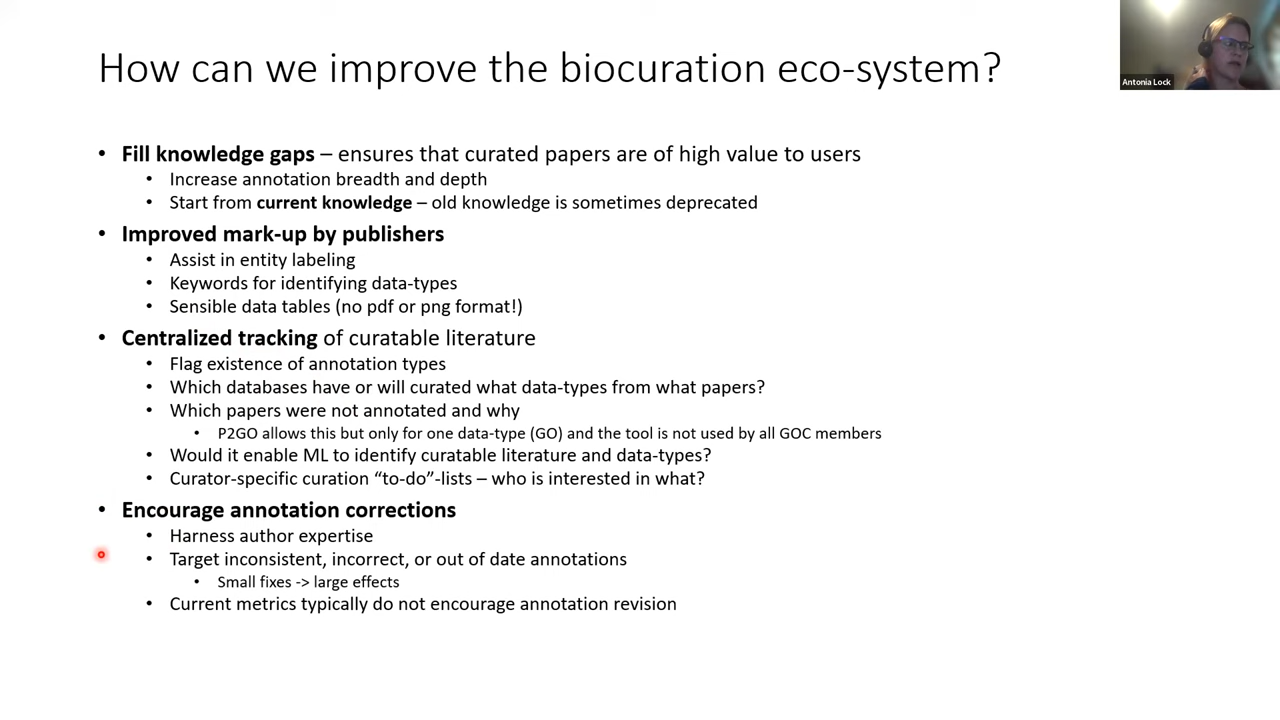 How can we improve the biocuration eco-system?
Antonia Lock
• Fill knowledge gaps – ensures that curated papers are of high value to users
• Increase annotation breadth and depth
• Start from current knowledge – old knowledge is sometimes deprecated
• Improved mark-up by publishers
• Assist in entity labeling
• Keywords for identifying data-types
• Sensible data tables (no pdf or png format!)
• Centralized tracking of curatable literature
• Flag existence of annotation types
• Which databases have or will curated what data-types from what papers?
• Which papers were not annotated and why
• P2GO allows this but only for one data-type (GO) and the tool is not used by all GOC members
• Would it enable ML to identify curatable literature and data-types?
• Curator-specific curation “to-do”-lists – who is interested in what?
• Encourage annotation corrections
• Harness author expertise
• Target inconsistent, incorrect, or out of date annotations
• Small fixes -> large effects
• Current metrics typically do not encourage annotation revision